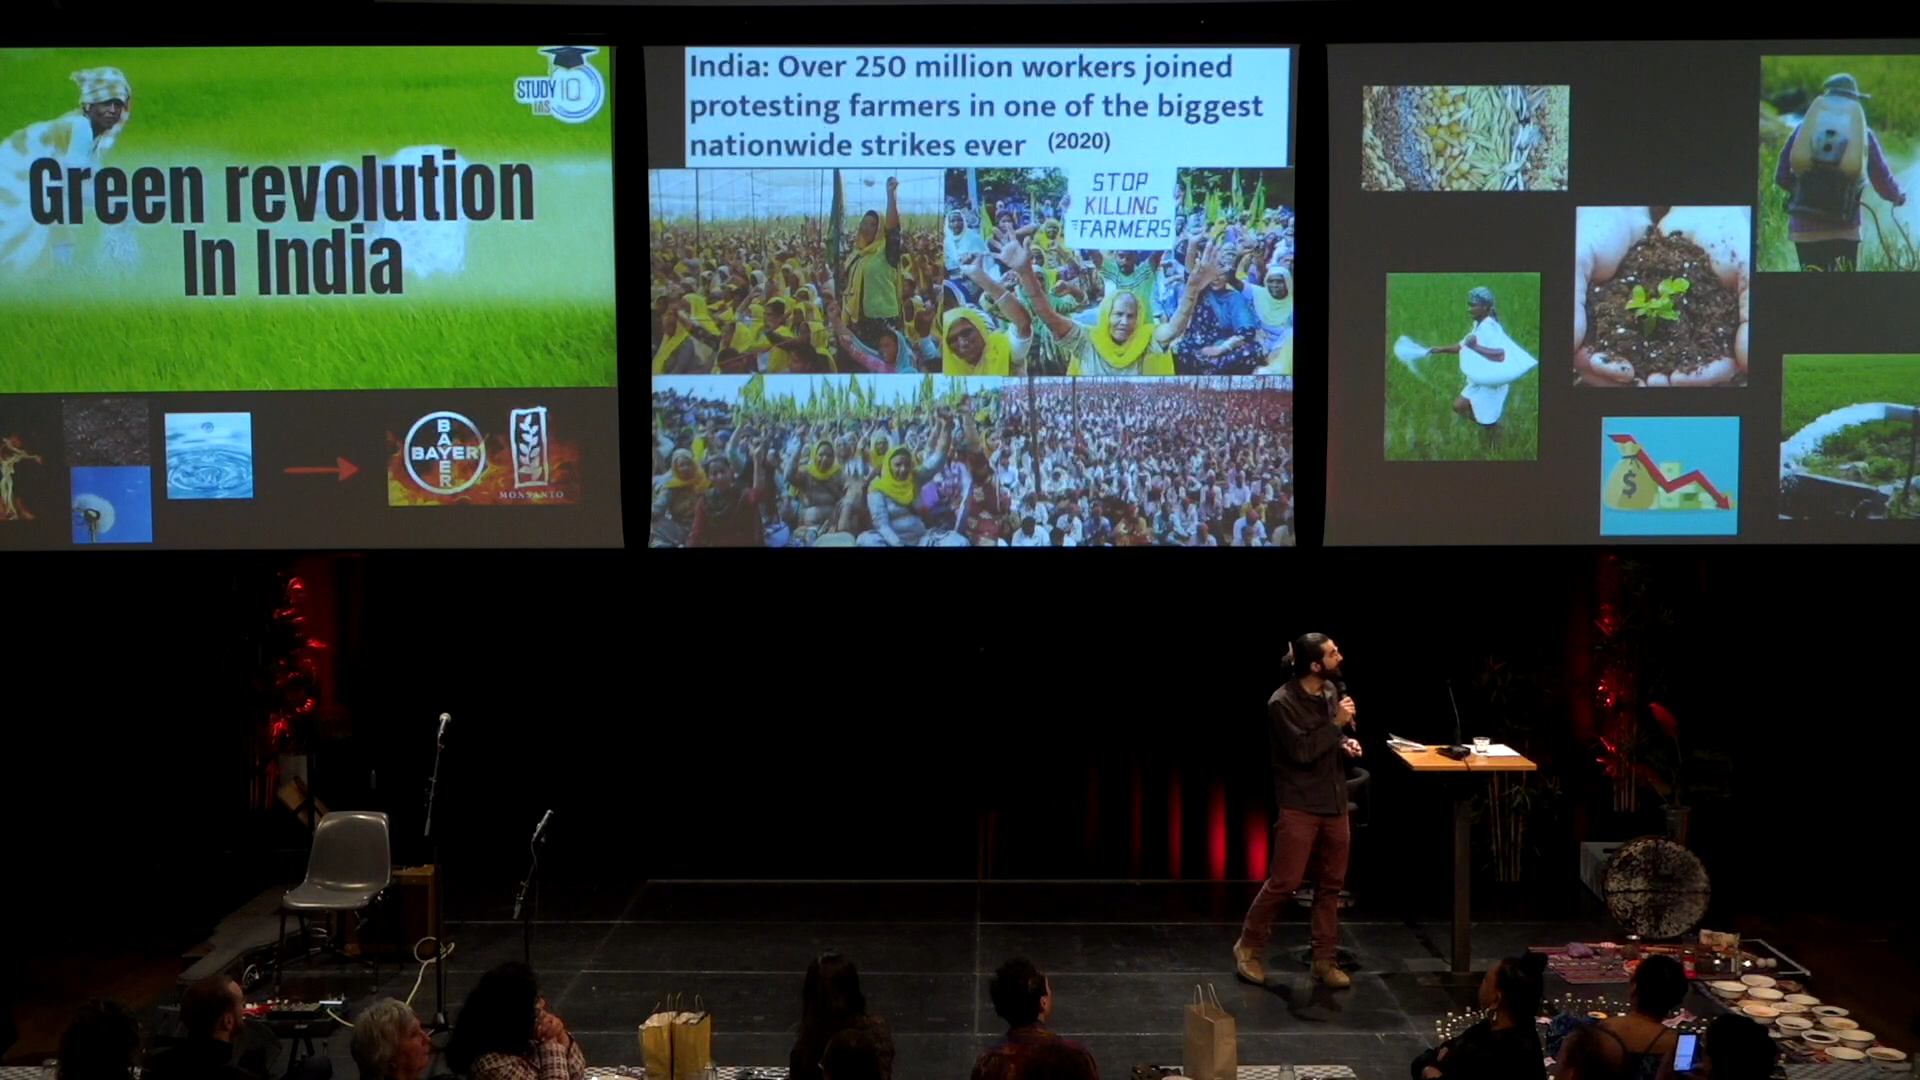 STUDY IQ
IAS
Green revolution
In India
BAYER
BAYER
MONSANTO
India: Over 250 million workers joined
protesting farmers in one of the biggest
nationwide strikes ever (2020)
STOP
KILLING
FARMERS